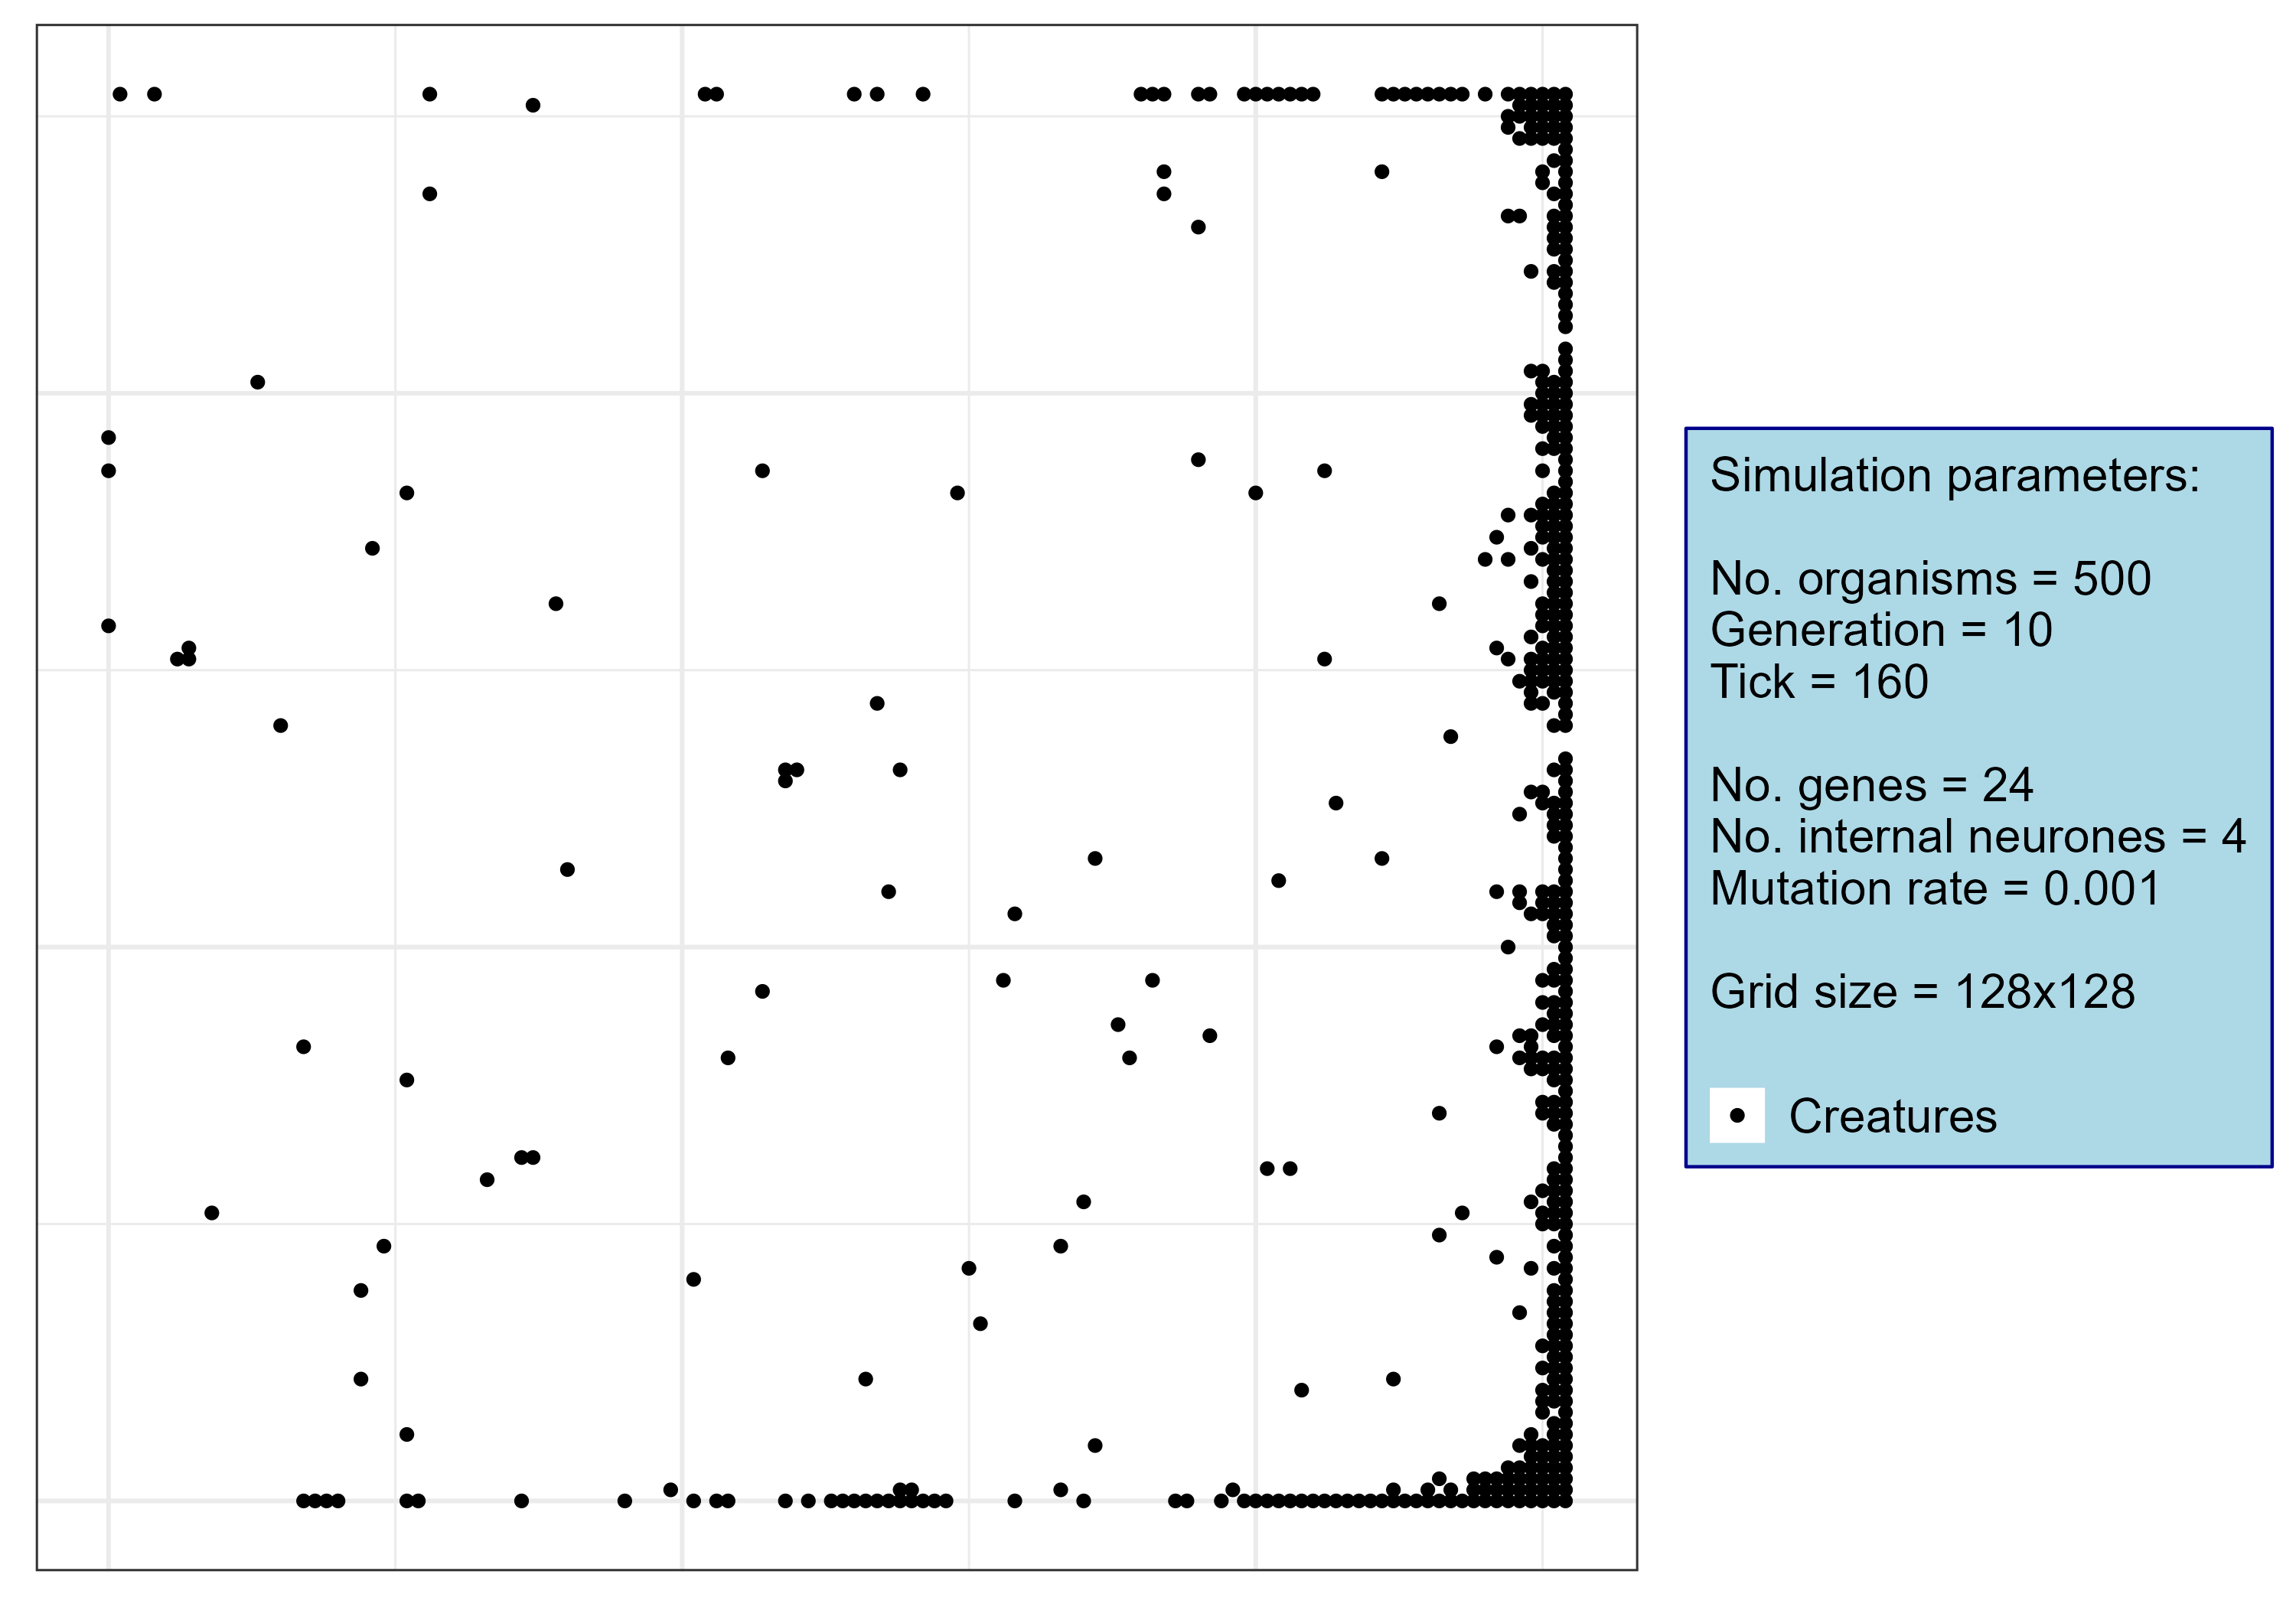 Simulation parameters:
No. organisms = 500
Generation = 10
Tick = 160
No. genes = 24
No. internal neurones = 4
Mutation rate = 0.001
Grid size = 128x128
Creatures